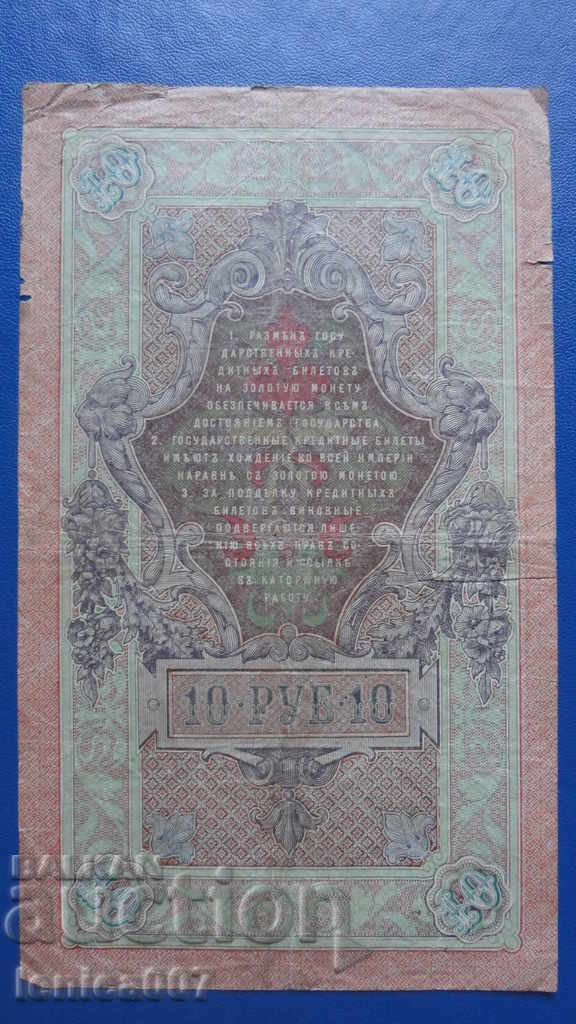 1. РАЗМѢНЪ ГОСУ
ДАРСТВЕННЫХЪ КРЕ-
ДИТНЫХЪ БИЛЕТОВЪ
НА ЗОЛОТУЮ МОНЕТУ
ОБЕЗПЕЧИВАЕТСЯ ВСѢМЪ
ДОСТОЯНІЕМЪ ГОСУДАРСТВА.
2. ГОСУДАРСТВЕННЫЕ КРЕДИТНЫЕ БИЛЕТЫ
ИМѢЮТЪ ХОЖДЕНІЕ ВО ВСЕЙ ИМПЕРІИ
НАРАВНѢ СЪ ЗОЛОТОЮ МОНЕТОЮ.
3. ЗА ПОДДѢЛКУ КРЕДИТНЫХЪ
БИЛЕТОВЪ ВИНОВНЫЕ
ПОДВЕРГАЮТСЯ ЛИШЕ-
НІЮ ВСѢХЪ ПРАВЪ СО-
СТОЯНІЯ И ССЫЛКѢ
ВЪ КАТОРЖНУЮ
РАБОТУ.
10·РУБ·10
BALKAN
auction
lenica007